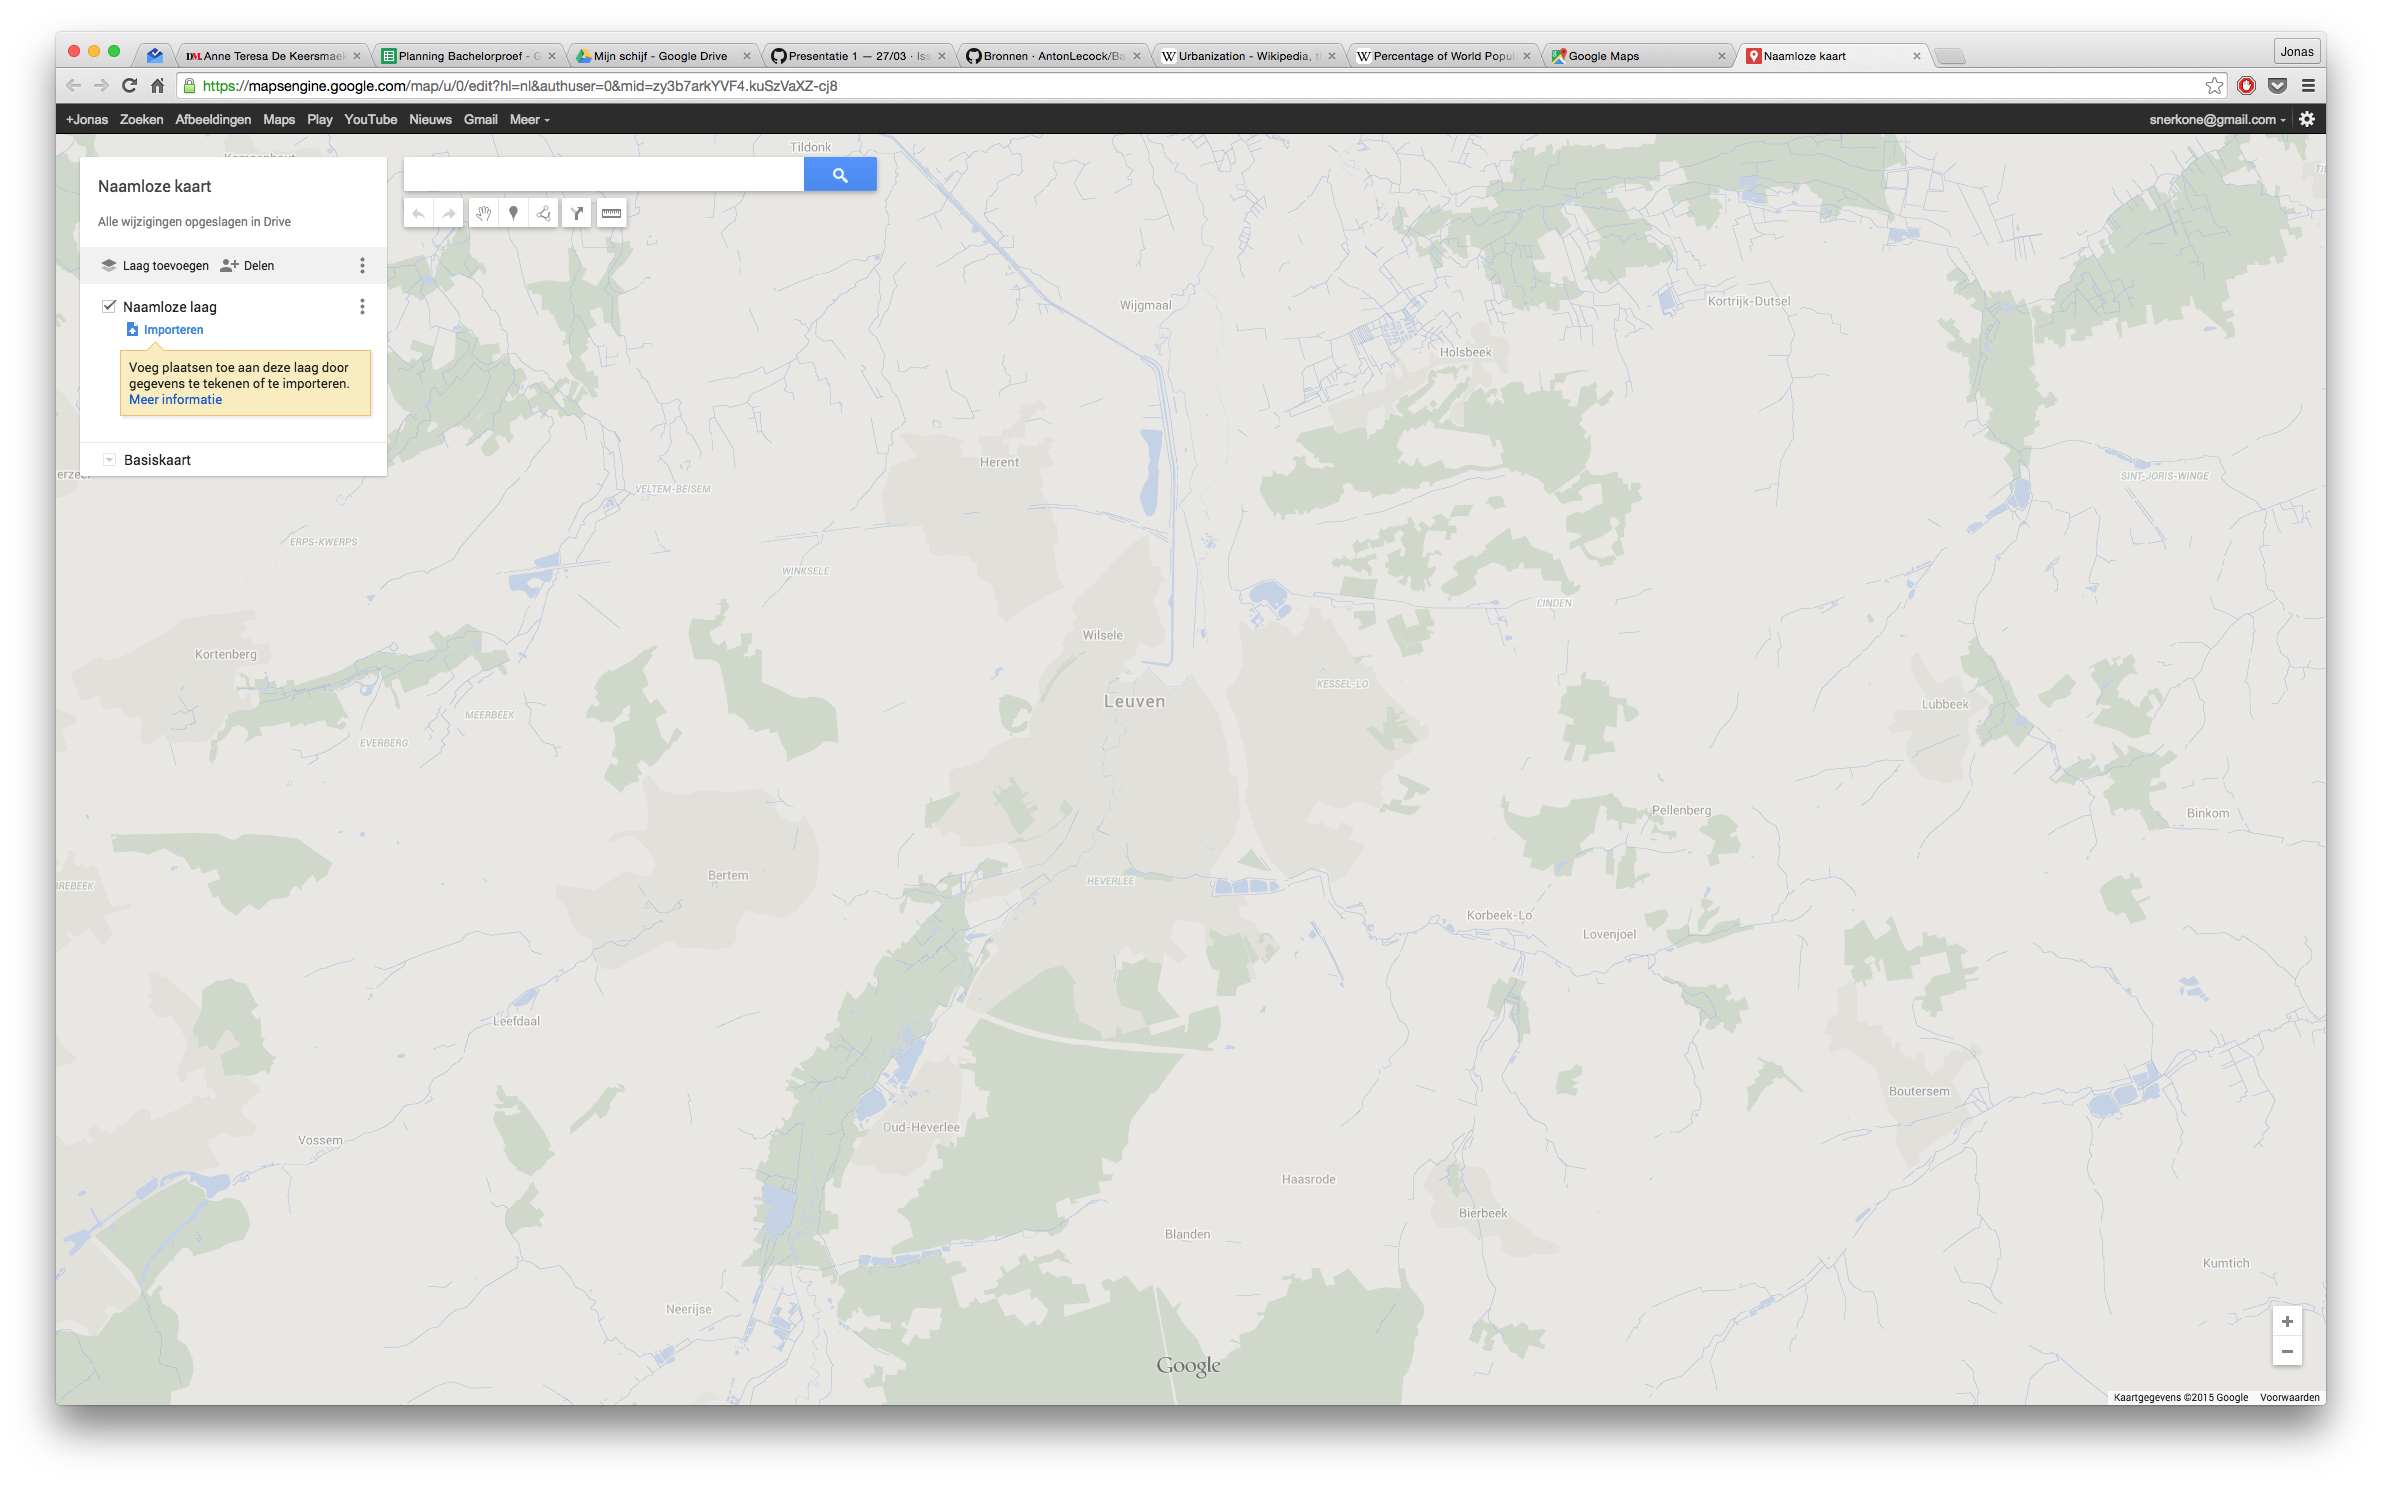 Jonas
Anne Teresa De Keersmaek
Planning Bachelorproef - G
Mijn schijf - Google Drive
Presentatie 1 — 27/03 · Iss
Bronnen · AntonLecock/Ba
Urbanization - Wikipedia, t
Percentage of World Popul
Google Maps
Naamloze kaart
https://mapsengine.google.com/map/u/0/edit?hl=nl&authuser=0&mid=zy3b7arkYVF4.kuSzVaXZ-cj8
+Jonas Zoeken Afbeeldingen Maps Play YouTube Nieuws Gmail Meer
snerkone@gmail.com
Naamloze kaart
Alle wijzigingen opgeslagen in Drive
Laag toevoegen Delen
Naamloze laag
Importeren
Voeg plaatsen toe aan deze laag door
gegevens te tekenen of te importeren.
Meer informatie
Basiskaart
Tildonk
Wijgmaal
Kortrijk-Dutsel
Holsbeek
Herent
SINT-JORIS-WINGE
VELTEM-BEISEM
ERPS-KWERPS
WINKSELE
LINDEN
Wilsele
Kortenberg
KESSEL-LO
Leuven
Lubbeek
MEERBEEK
EVERBERG
Pellenberg
Binkom
Bertem
HEVERLEE
Korbeek-Lo
Lovenjoel
Leefdaal
Boutersem
Oud-Heverlee
Vossem
Haasrode
Bierbeek
Blanden
Kumtich
Neerijse
Google
Kaartgegevens ©2015 Google Voorwaarden